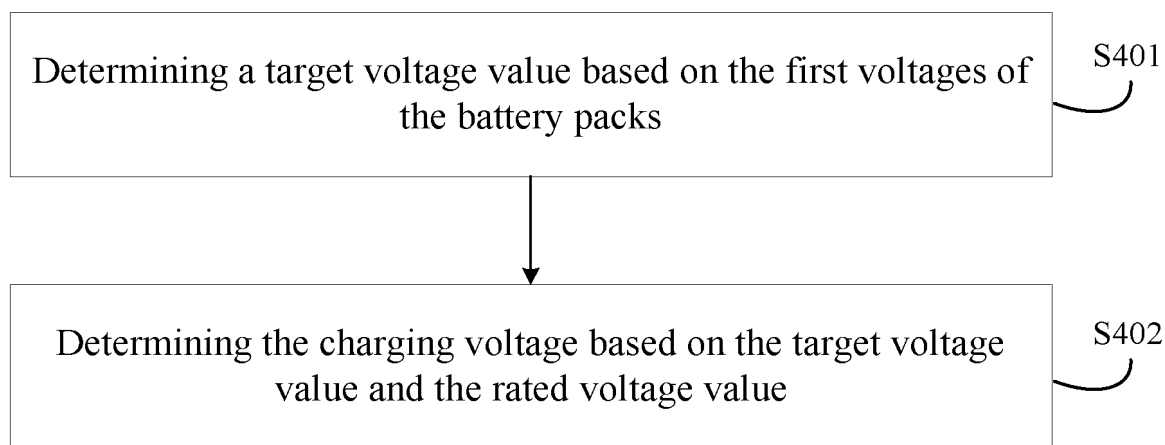 Determining a target voltage value based on the first voltages of
the battery packs
S401
Determining the charging voltage based on the target voltage
value and the rated voltage value
S402